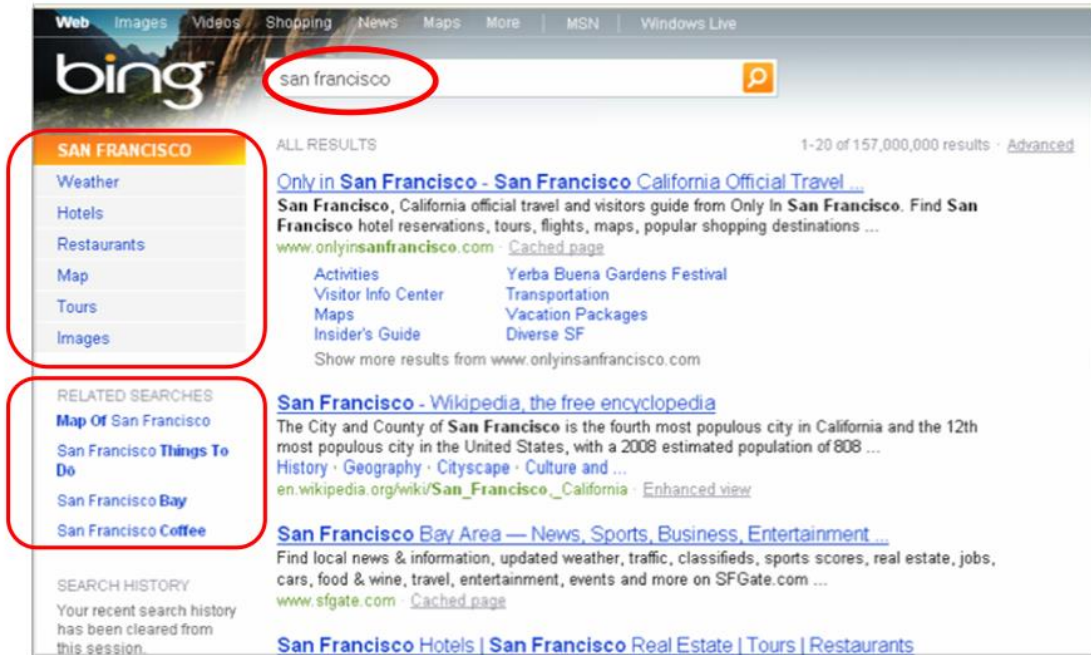 Web Images Videos Shopping News Maps More | MSN | Windows Live
bing
san francisco
SAN FRANCISCO
Weather
Hotels
Restaurants
Map
Tours
Images
RELATED SEARCHES
Map Of San Francisco
San Francisco Things To
Do
San Francisco Bay
San Francisco Coffee
SEARCH HISTORY
Your recent search history
has been cleared from
this session.
ALL RESULTS
1-20 of 157,000,000 results · Advanced
Only in San Francisco - San Francisco California Official Travel ...
San Francisco, California official travel and visitors guide from Only In San Francisco. Find San
Francisco hotel reservations, tours, flights, maps, popular shopping destinations ...
www.onlyinsanfrancisco.com · Cached page
Activities Yerba Buena Gardens Festival
Visitor Info Center Transportation
Maps Vacation Packages
Insider's Guide Diverse SF
Show more results from www.onlyinsanfrancisco.com
San Francisco - Wikipedia, the free encyclopedia
The City and County of San Francisco is the fourth most populous city in California and the 12th
most populous city in the United States, with a 2008 estimated population of 808 ...
History · Geography · Cityscape · Culture and ...
en.wikipedia.org/wiki/San_Francisco,_California · Enhanced view
San Francisco Bay Area — News, Sports, Business, Entertainment ...
Find local news & information, updated weather, traffic, classifieds, sports scores, real estate, jobs,
cars, food & wine, travel, entertainment, events and more on SFGate.com ...
www.sfgate.com · Cached page
San Francisco Hotels | San Francisco Real Estate | Tours | Restaurants